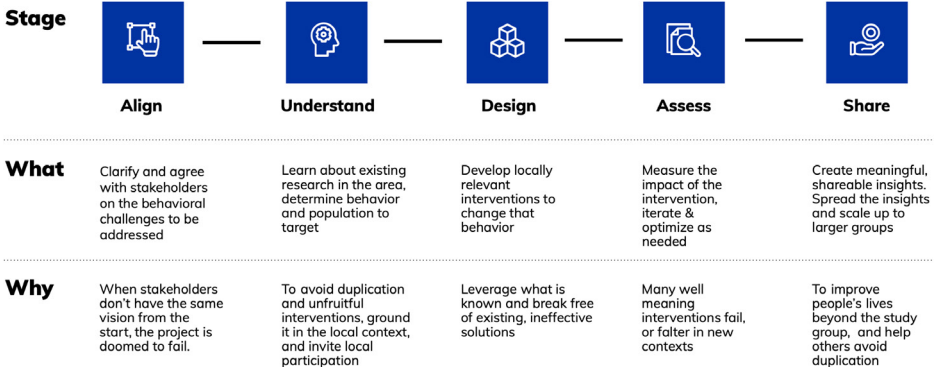 Stage
Align
Understand
Design
Assess
Share
What
Clarify and agree
with stakeholders
on the behavioral
challenges to be
addressed
Learn about existing
research in the area,
determine behavior
and population to
target
Develop locally
relevant
interventions to
change that
behavior
Measure the
impact of the
intervention,
iterate &
optimize as
needed
Create meaningful,
shareable insights.
Spread the insights
and scale up to
larger groups
Why
When stakeholders
don't have the same
vision from the
start, the project is
doomed to fail.
To avoid duplication
and unfruitful
interventions, ground
it in the local context,
and invite local
participation
Leverage what is
known and break free
of existing, ineffective
solutions
Many well
meaning
interventions fail,
or falter in new
contexts
To improve
people's lives
beyond the study
group, and help
others avoid
duplication